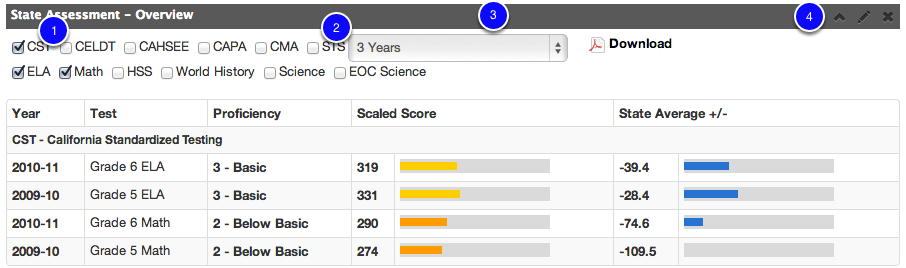 State Assessment - Overview
1 2 3 4
CST CELDT CAHSEE CAPA CMA STS 3 Years Download
ELA Math HSS World History Science EOC Science
Year Test Proficiency Scaled Score State Average +/-
CST - California Standardized Testing
2010-11 Grade 6 ELA 3 - Basic 319 -39.4
2009-10 Grade 5 ELA 3 - Basic 331 -28.4
2010-11 Grade 6 Math 2 - Below Basic 290 -74.6
2009-10 Grade 5 Math 2 - Below Basic 274 -109.5